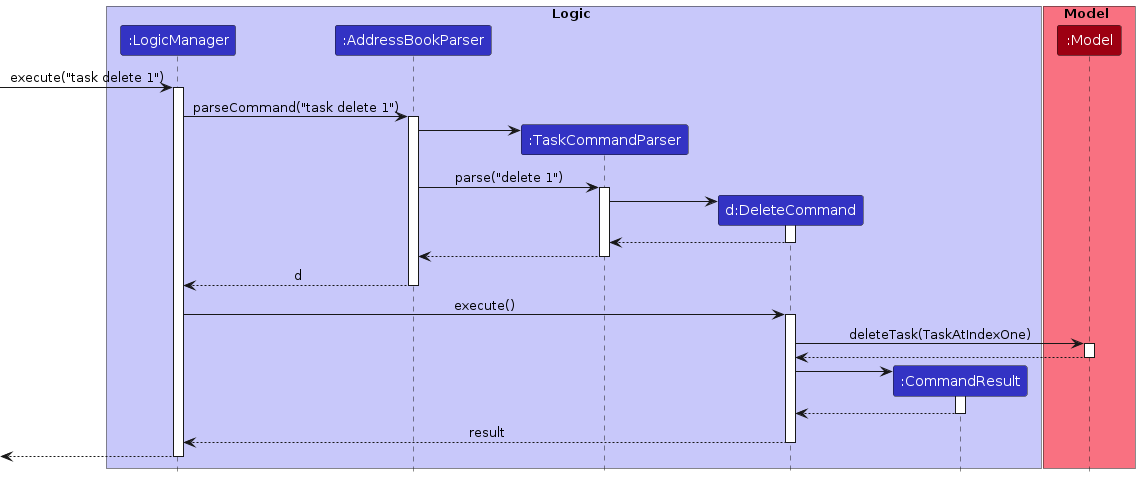 Logic
Model
:LogicManager
:AddressBookParser
:Model
execute("task delete 1")
parseCommand("task delete 1")
:TaskCommandParser
parse("delete 1")
d:DeleteCommand
d
execute()
deleteTask(TaskAtIndexOne)
:CommandResult
result